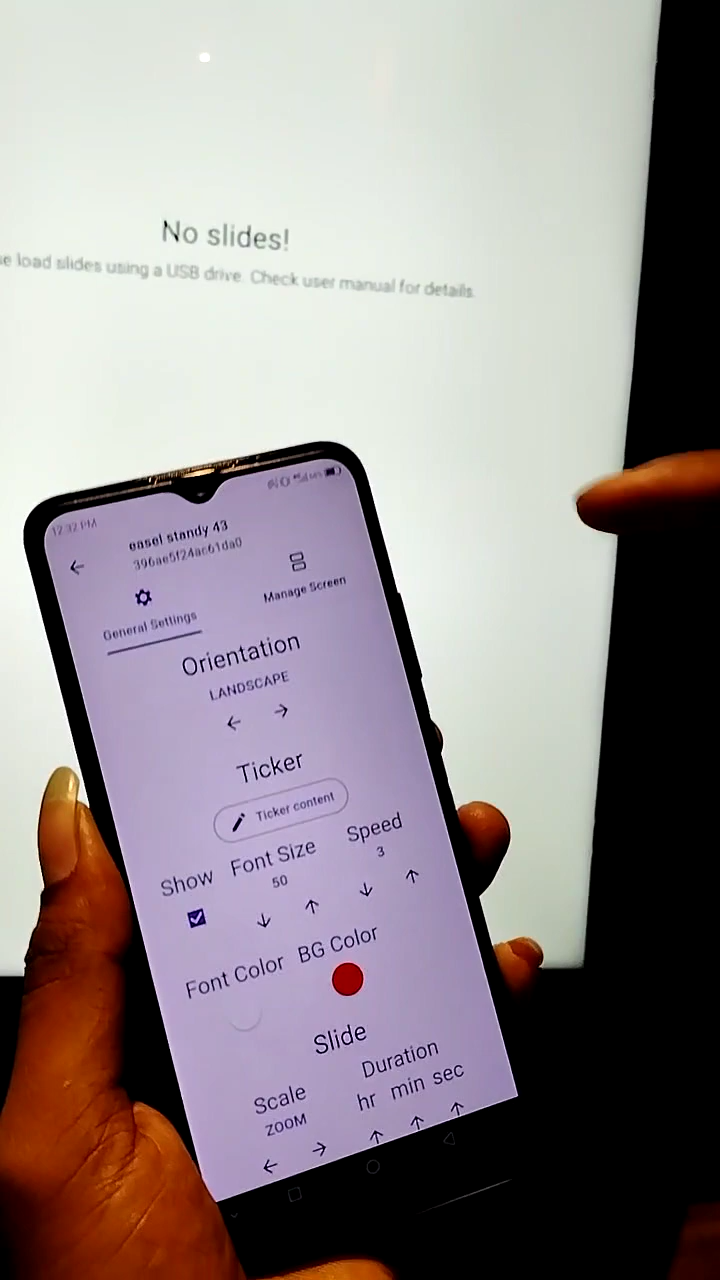 No slides!
load slides using a USB drive. Check user manual for details.
12:32 PM
easel standy 43
396ae5f24ac61da0
General Settings
Manage Screen
Orientation
LANDSCAPE
Ticker
Ticker content
Show Font Size Speed
50 3
Font Color BG Color
Slide
Scale Duration
ZOOM hr min sec